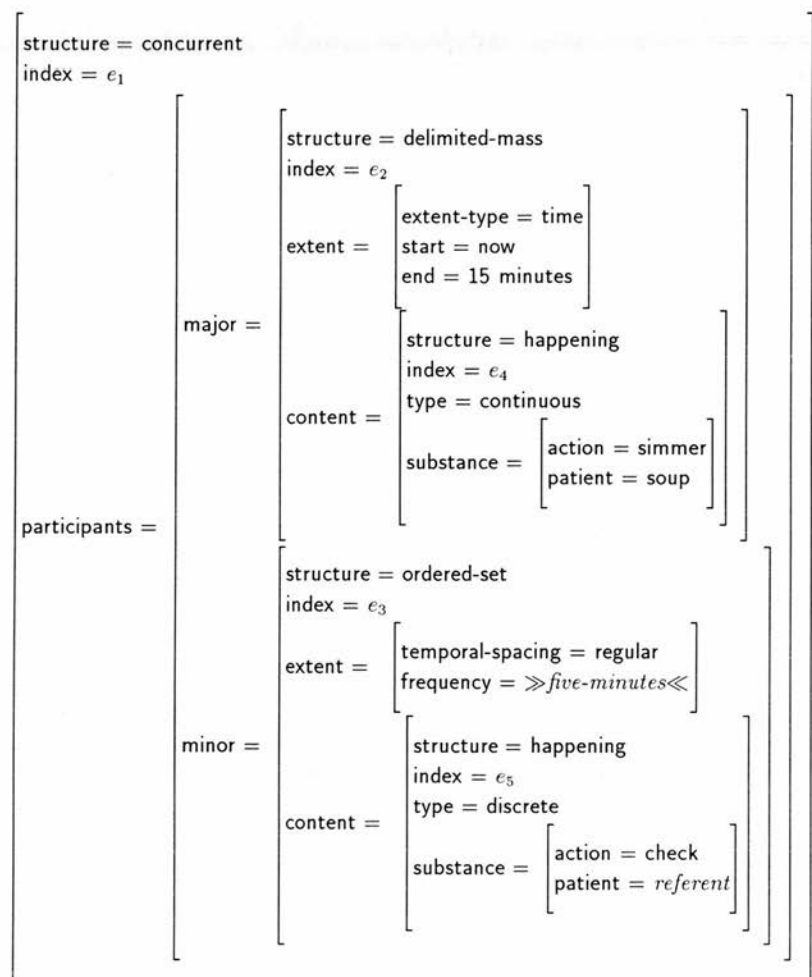 structure = concurrent
index = e₁
structure = delimited-mass
index = e₂
extent-type = time
extent = start = now
end = 15 minutes
major =
structure = happening
index = e₄
type = continuous
content =
action = simmer
substance =
patient = soup
participants =
structure = ordered-set
index = e₃
temporal-spacing = regular
extent =
frequency = ≫five-minutes≪
minor = structure = happening
index = e₅
type = discrete
content =
action = check
substance =
patient = referent